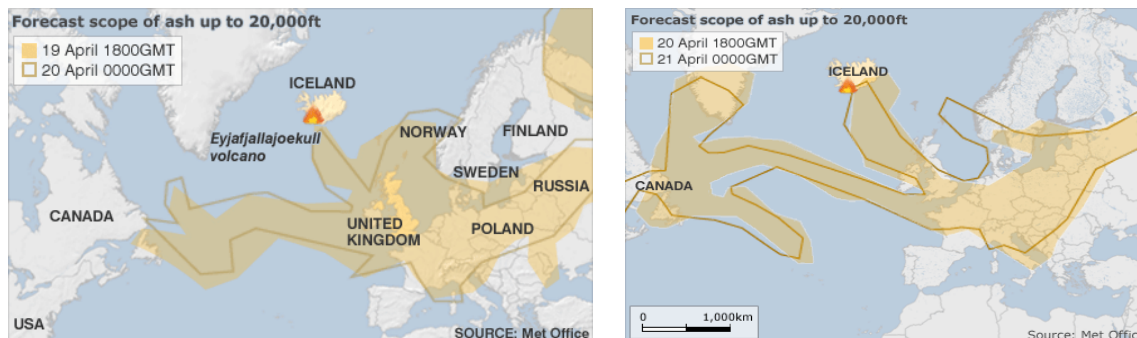 Forecast scope of ash up to 20,000ft
19 April 1800GMT
20 April 0000GMT
ICELAND
Eyjafjallajoekull
volcano
NORWAY
FINLAND
SWEDEN
RUSSIA
CANADA
UNITED
KINGDOM
POLAND
USA
SOURCE: Met Office
Forecast scope of ash up to 20,000ft
20 April 1800GMT
21 April 0000GMT
ICELAND
CANADA
0 1,000km
Source: Met Offic